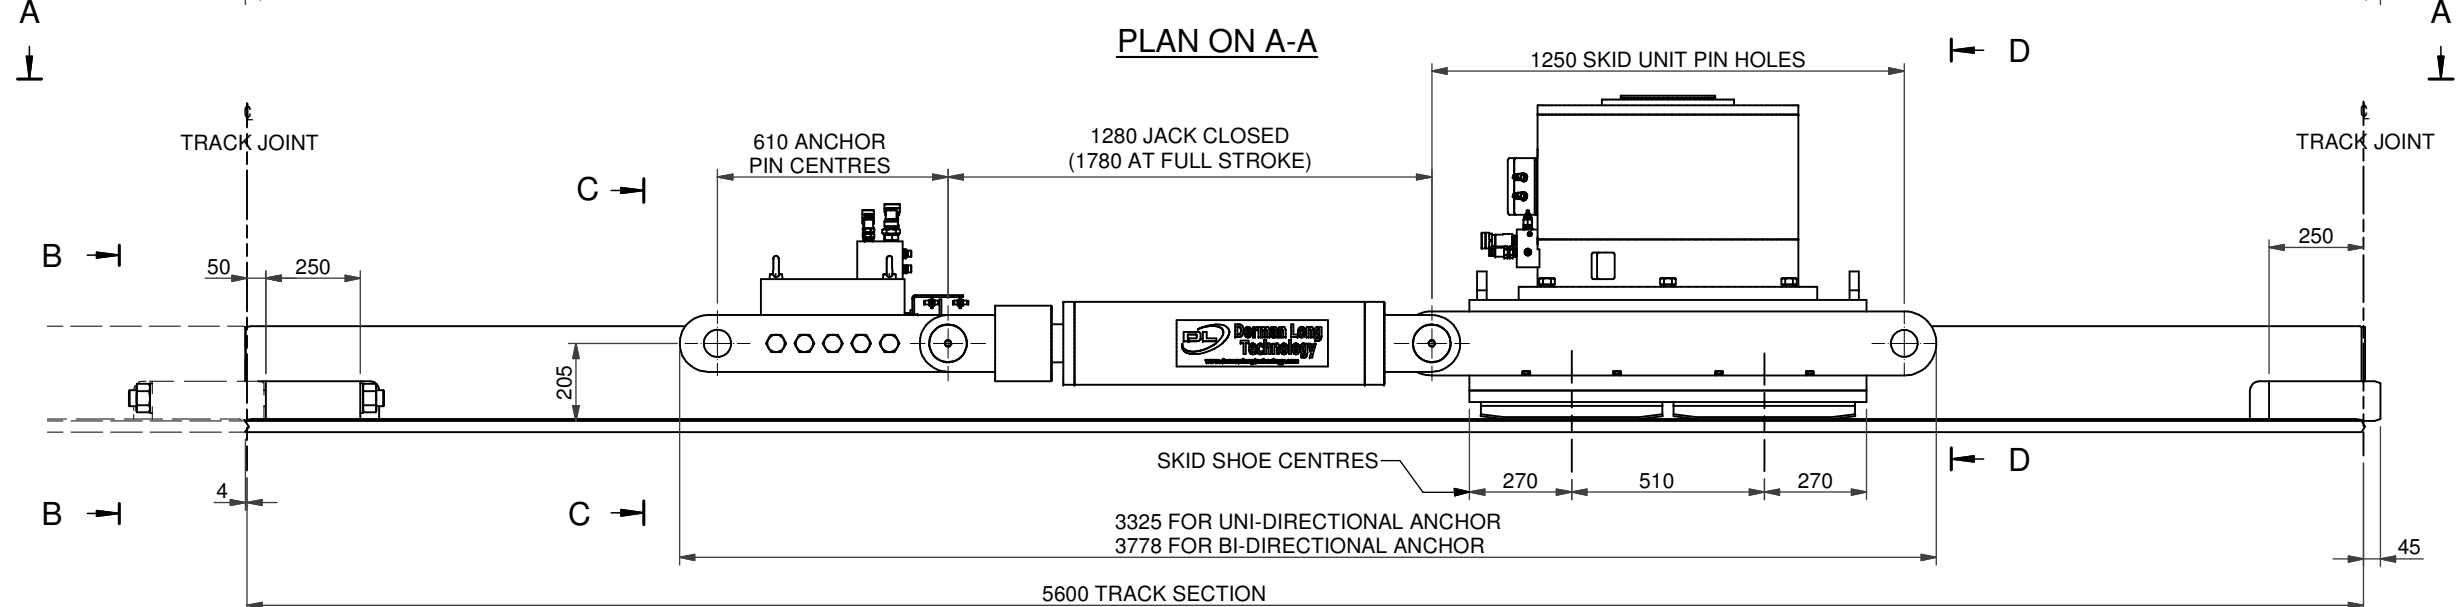 A
A
PLAN ON A-A
D
1250 SKID UNIT PIN HOLES
℄
TRACK JOINT
℄
TRACK JOINT
610 ANCHOR
PIN CENTRES
1280 JACK CLOSED
(1780 AT FULL STROKE)
C
B
50
250
250
DL
Dorman Long
Technology
205
SKID SHOE CENTRES
D
4
270
510
270
B
C
3325 FOR UNI-DIRECTIONAL ANCHOR
3778 FOR BI-DIRECTIONAL ANCHOR
45
5600 TRACK SECTION